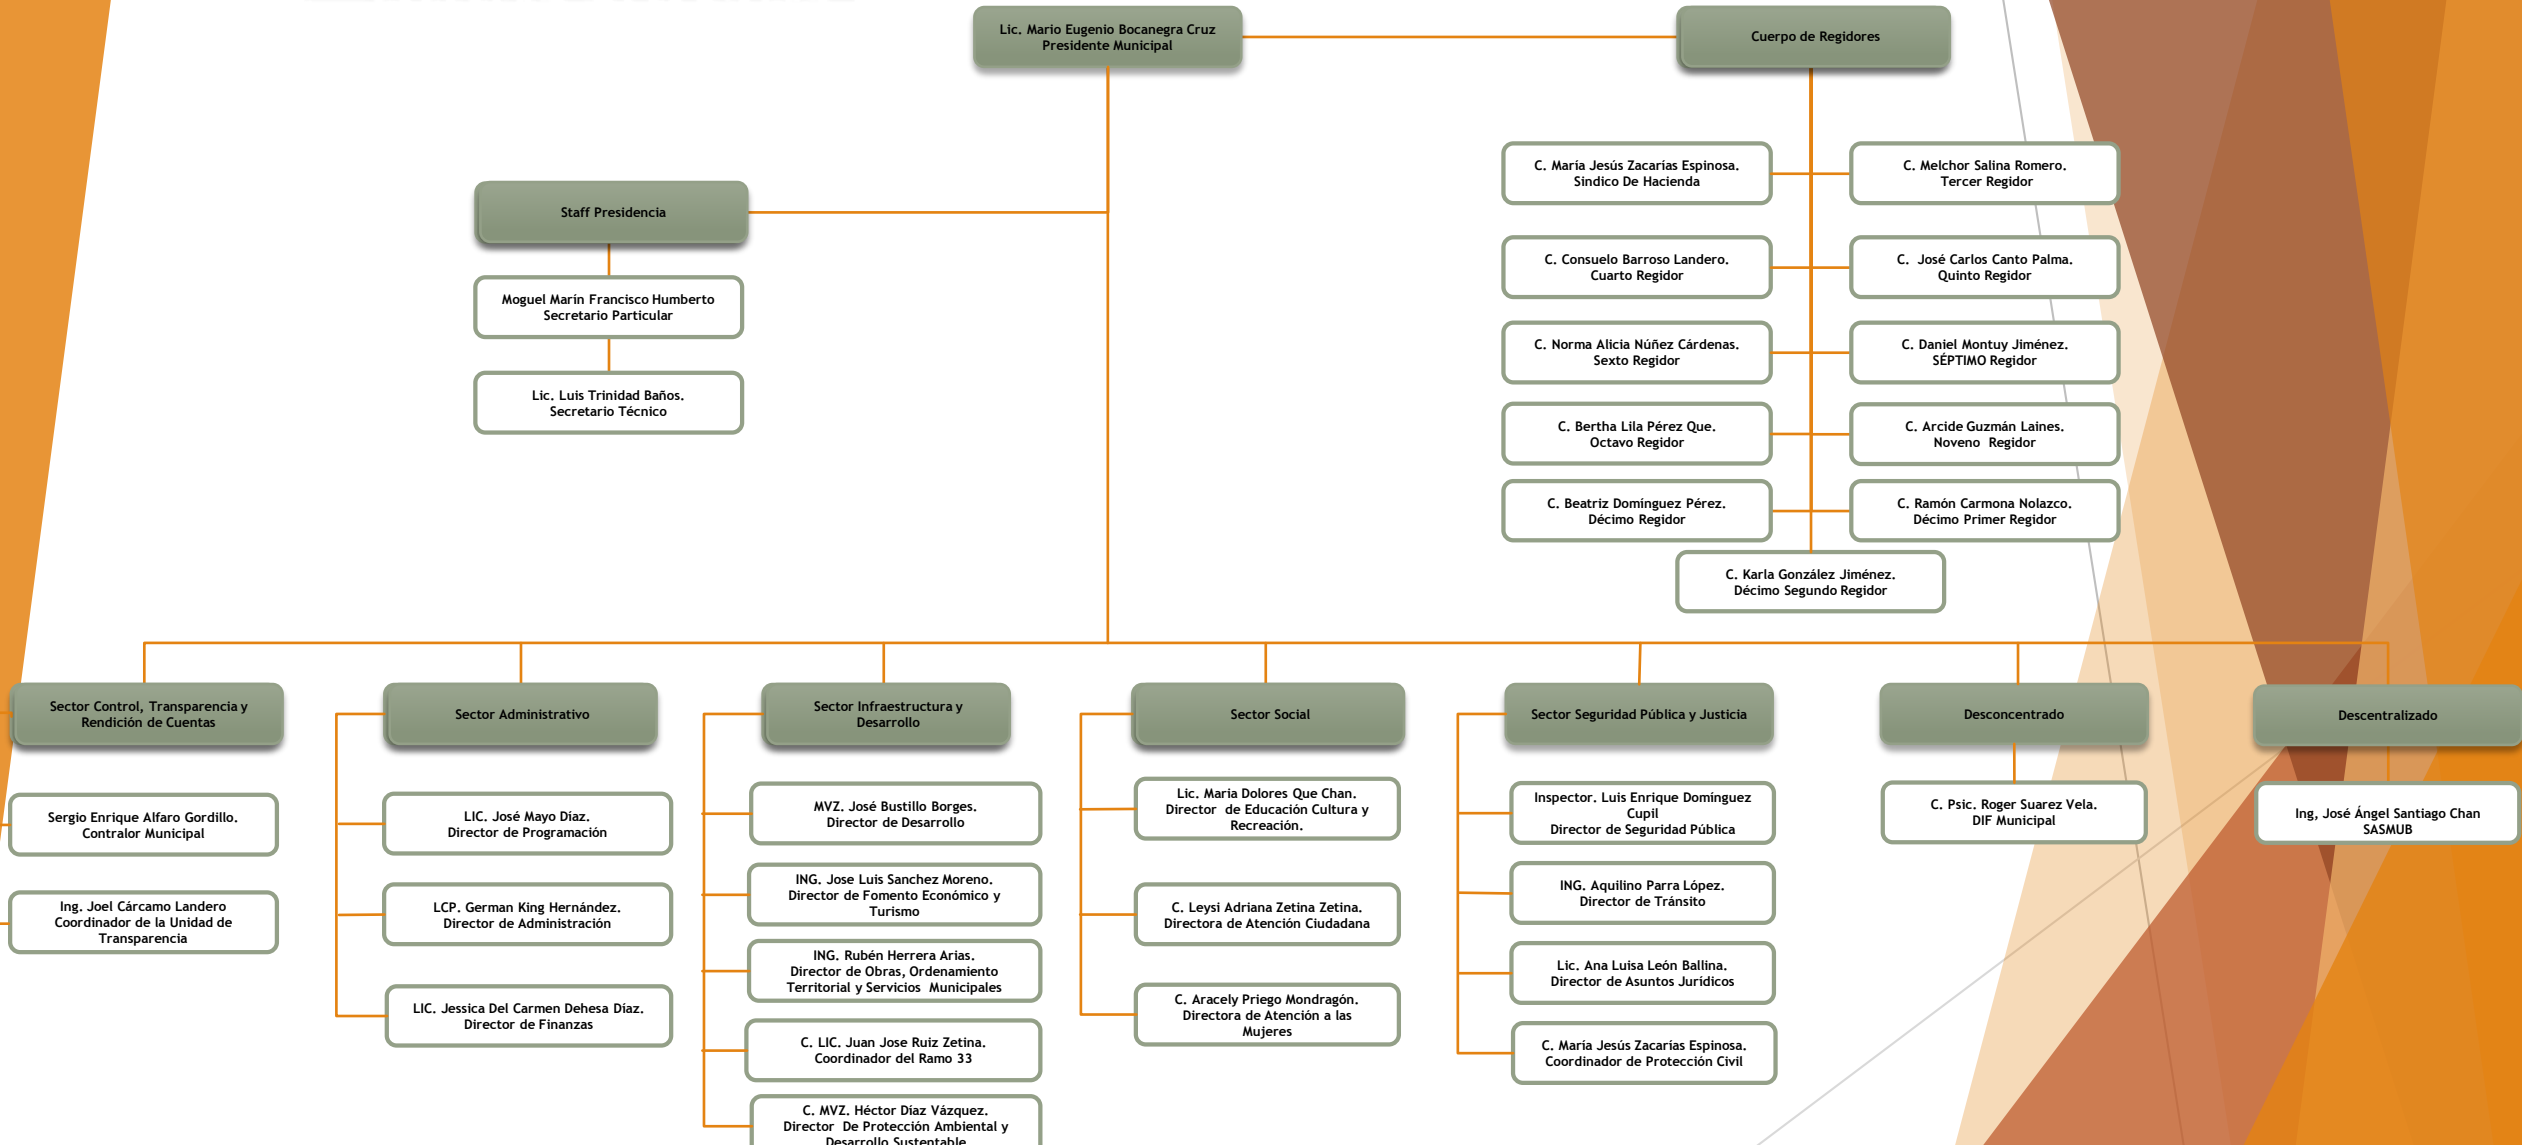 Lic. Mario Eugenio Bocanegra Cruz
Presidente Municipal
Cuerpo de Regidores
C. María Jesús Zacarías Espinosa.
Sindico De Hacienda
C. Melchor Salina Romero.
Tercer Regidor
Staff Presidencia
C. Consuelo Barroso Landero.
Cuarto Regidor
C.  José Carlos Canto Palma.
Quinto Regidor
Moguel Marín Francisco Humberto
Secretario Particular
C. Norma Alicia Núñez Cárdenas.
Sexto Regidor
C. Daniel Montuy Jiménez.
SÉPTIMO Regidor
Lic. Luis Trinidad Baños.
Secretario Técnico
C. Bertha Lila Pérez Que.
Octavo Regidor
C. Arcide Guzmán Laines.
Noveno  Regidor
C. Beatriz Domínguez Pérez.
Décimo Regidor
C. Ramón Carmona Nolazco.
Décimo Primer Regidor
C. Karla González Jiménez.
Décimo Segundo Regidor
Sector Control, Transparencia y
Rendición de Cuentas
Sergio Enrique Alfaro Gordillo.
Contralor Municipal
Ing. Joel Cárcamo Landero
Coordinador de la Unidad de
Transparencia
Sector Administrativo
LIC. José Mayo Díaz.
Director de Programación
LCP. German King Hernández.
Director de Administración
LIC. Jessica Del Carmen Dehesa Díaz.
Director de Finanzas
Sector Infraestructura y
Desarrollo
MVZ. José Bustillo Borges.
Director de Desarrollo
ING. Jose Luis Sanchez Moreno.
Director de Fomento Económico y
Turismo
ING. Rubén Herrera Arias.
Director de Obras, Ordenamiento
Territorial y Servicios  Municipales
C. LIC. Juan Jose Ruiz Zetina.
Coordinador del Ramo 33
C. MVZ. Héctor Díaz Vázquez.
Director  De Protección Ambiental y
Desarrollo Sustentable
Sector Social
Lic. Maria Dolores Que Chan.
Director  de Educación Cultura y
Recreación.
C. Leysi Adriana Zetina Zetina.
Directora de Atención Ciudadana
C. Aracely Priego Mondragón.
Directora de Atención a las
Mujeres
Sector Seguridad Pública y Justicia
Inspector. Luis Enrique Domínguez
Cupil
Director de Seguridad Pública
ING. Aquilino Parra López.
Director de Tránsito
Lic. Ana Luisa León Ballina.
Director de Asuntos Jurídicos
C. María Jesús Zacarías Espinosa.
Coordinador de Protección Civil
Desconcentrado
C. Psic. Roger Suarez Vela.
DIF Municipal
Descentralizado
Ing, José Ángel Santiago Chan
SASMUB